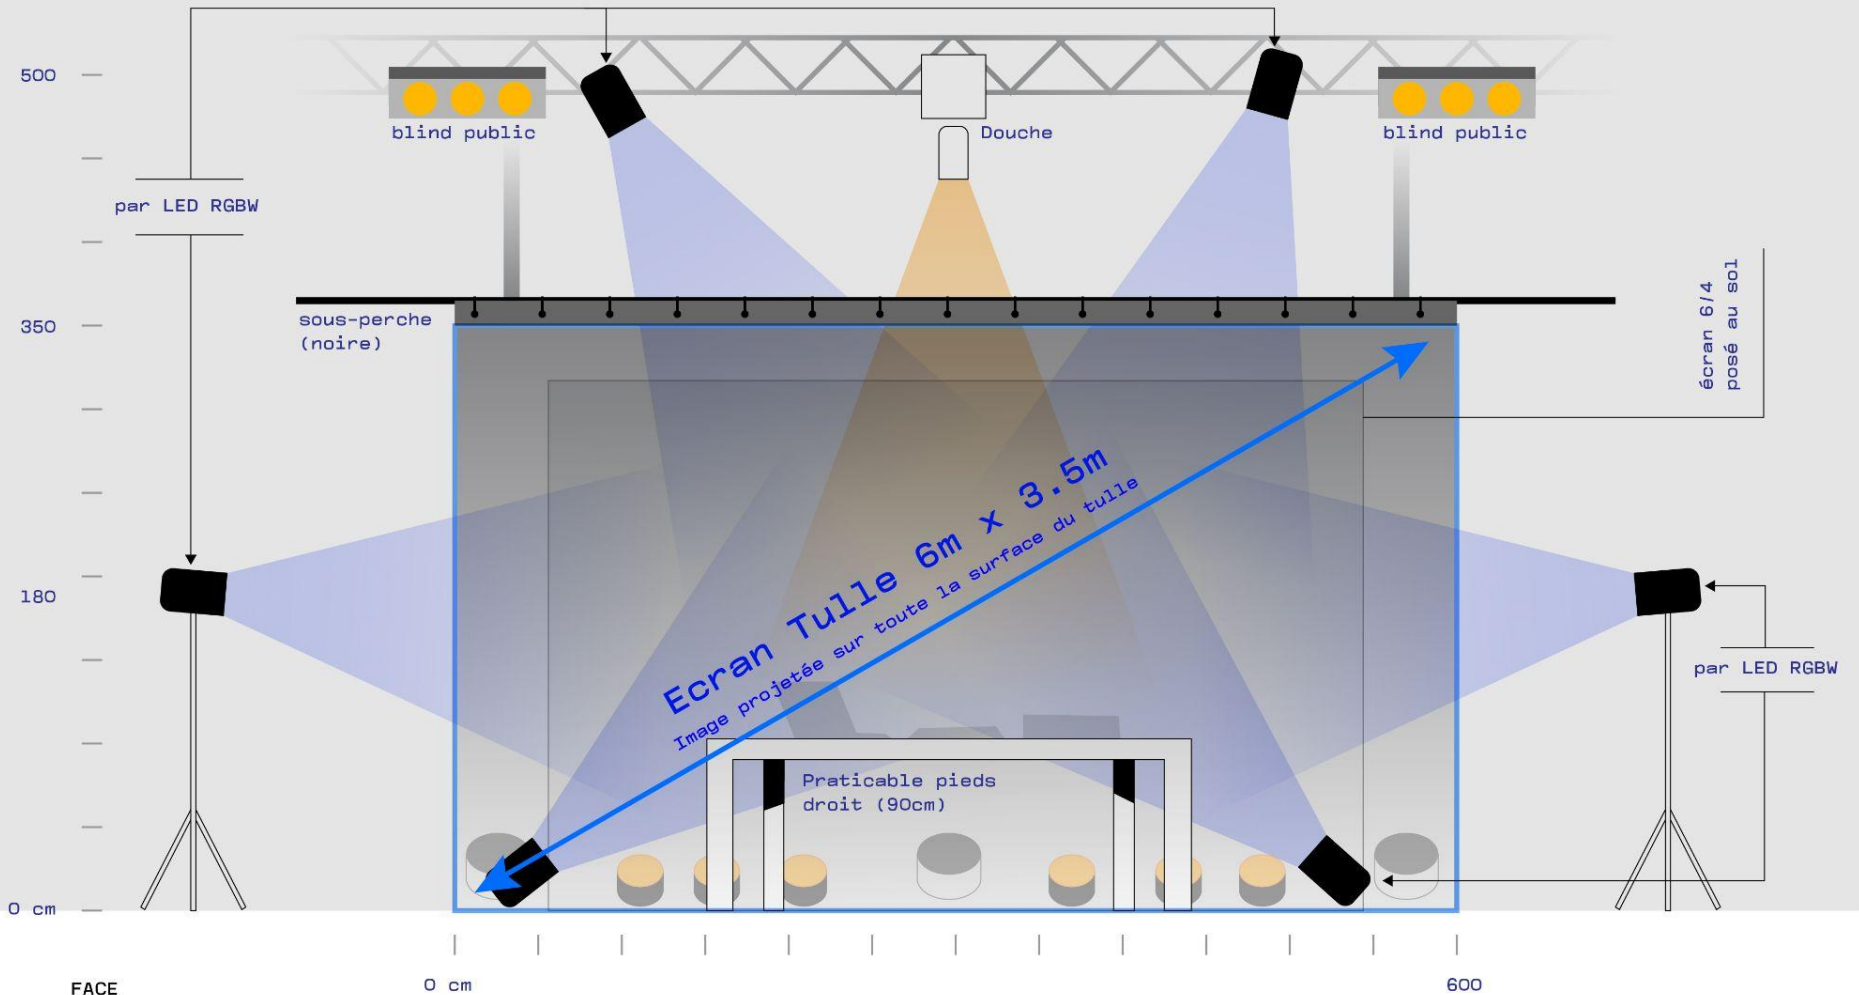 500
blind public
Douche
blind public
par LED RGBW
écran 6/4
posé au sol
350
sous-perche
(noire)
Ecran Tulle 6m x 3.5m
Image projetée sur toute la surface du tulle
180
par LED RGBW
Praticable pieds
droit (90cm)
0 cm
0 cm
600
FACE